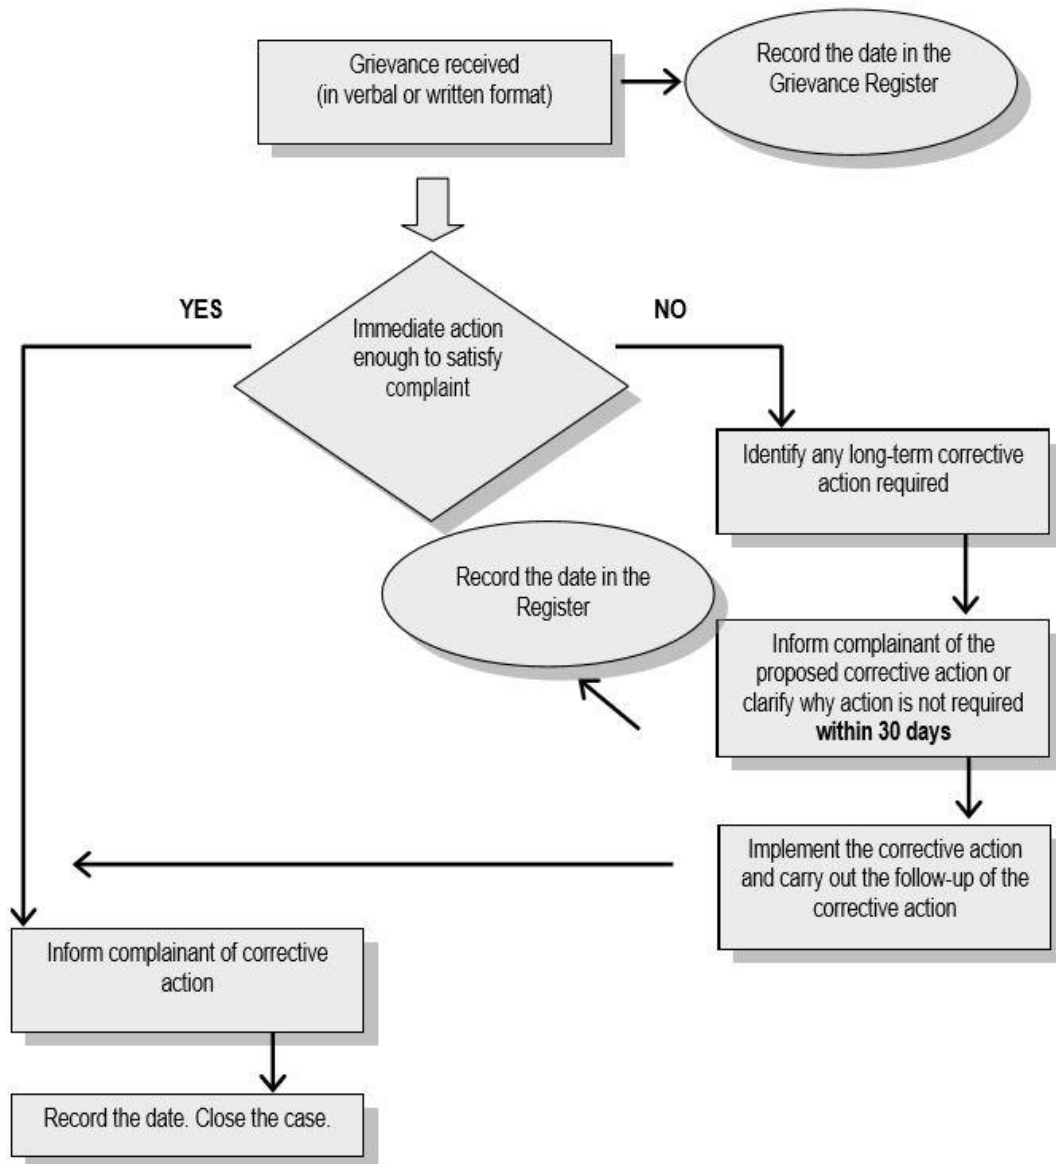 Grievance received
(in verbal or written format)
Record the date in the
Grievance Register
YES
NO
Immediate action
enough to satisfy
complaint
Identify any long-term corrective
action required
Record the date in the
Register
Inform complainant of the
proposed corrective action or
clarify why action is not required
within 30 days
Implement the corrective action
and carry out the follow-up of the
corrective action
Inform complainant of corrective
action
Record the date. Close the case.